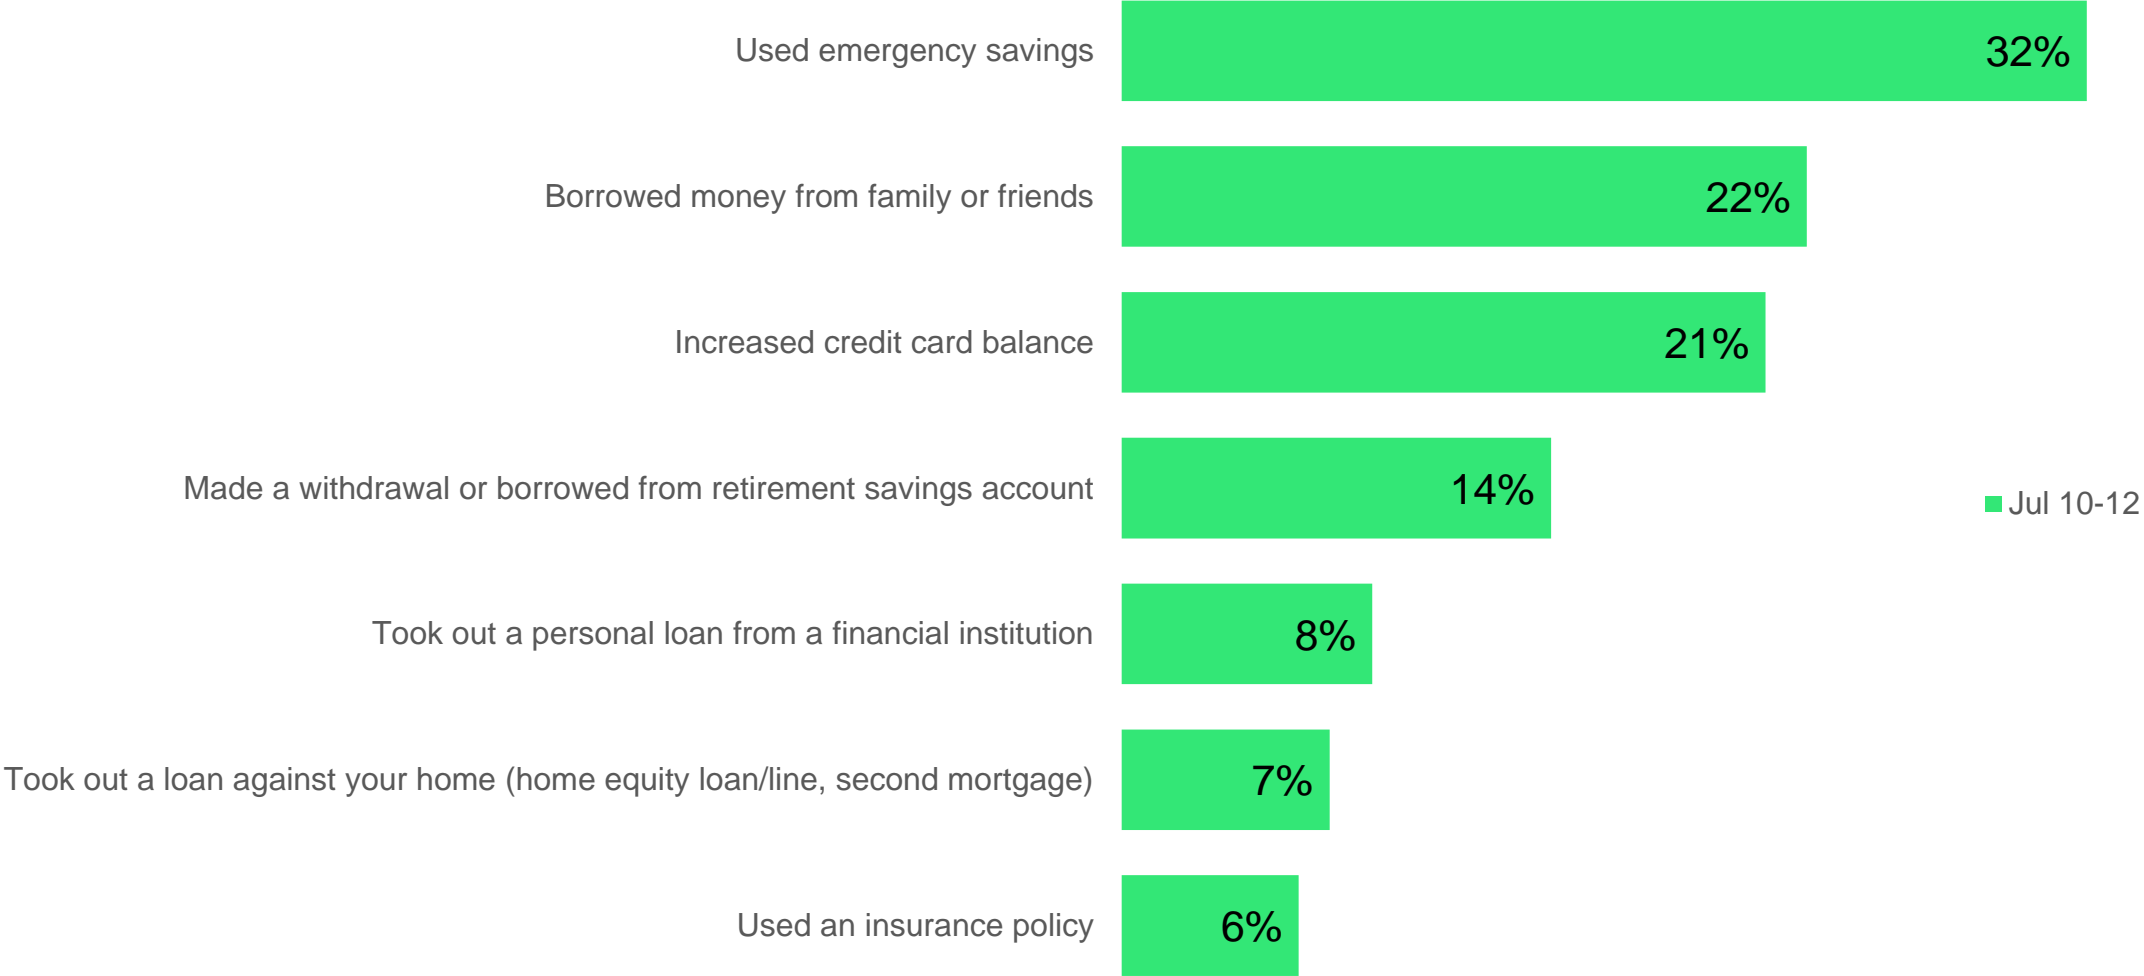 Used emergency savings 32%
Borrowed money from family or friends 22%
Increased credit card balance 21%
Made a withdrawal or borrowed from retirement savings account 14%
Jul 10-12
Took out a personal loan from a financial institution 8%
Took out a loan against your home (home equity loan/line, second mortgage) 7%
Used an insurance policy 6%